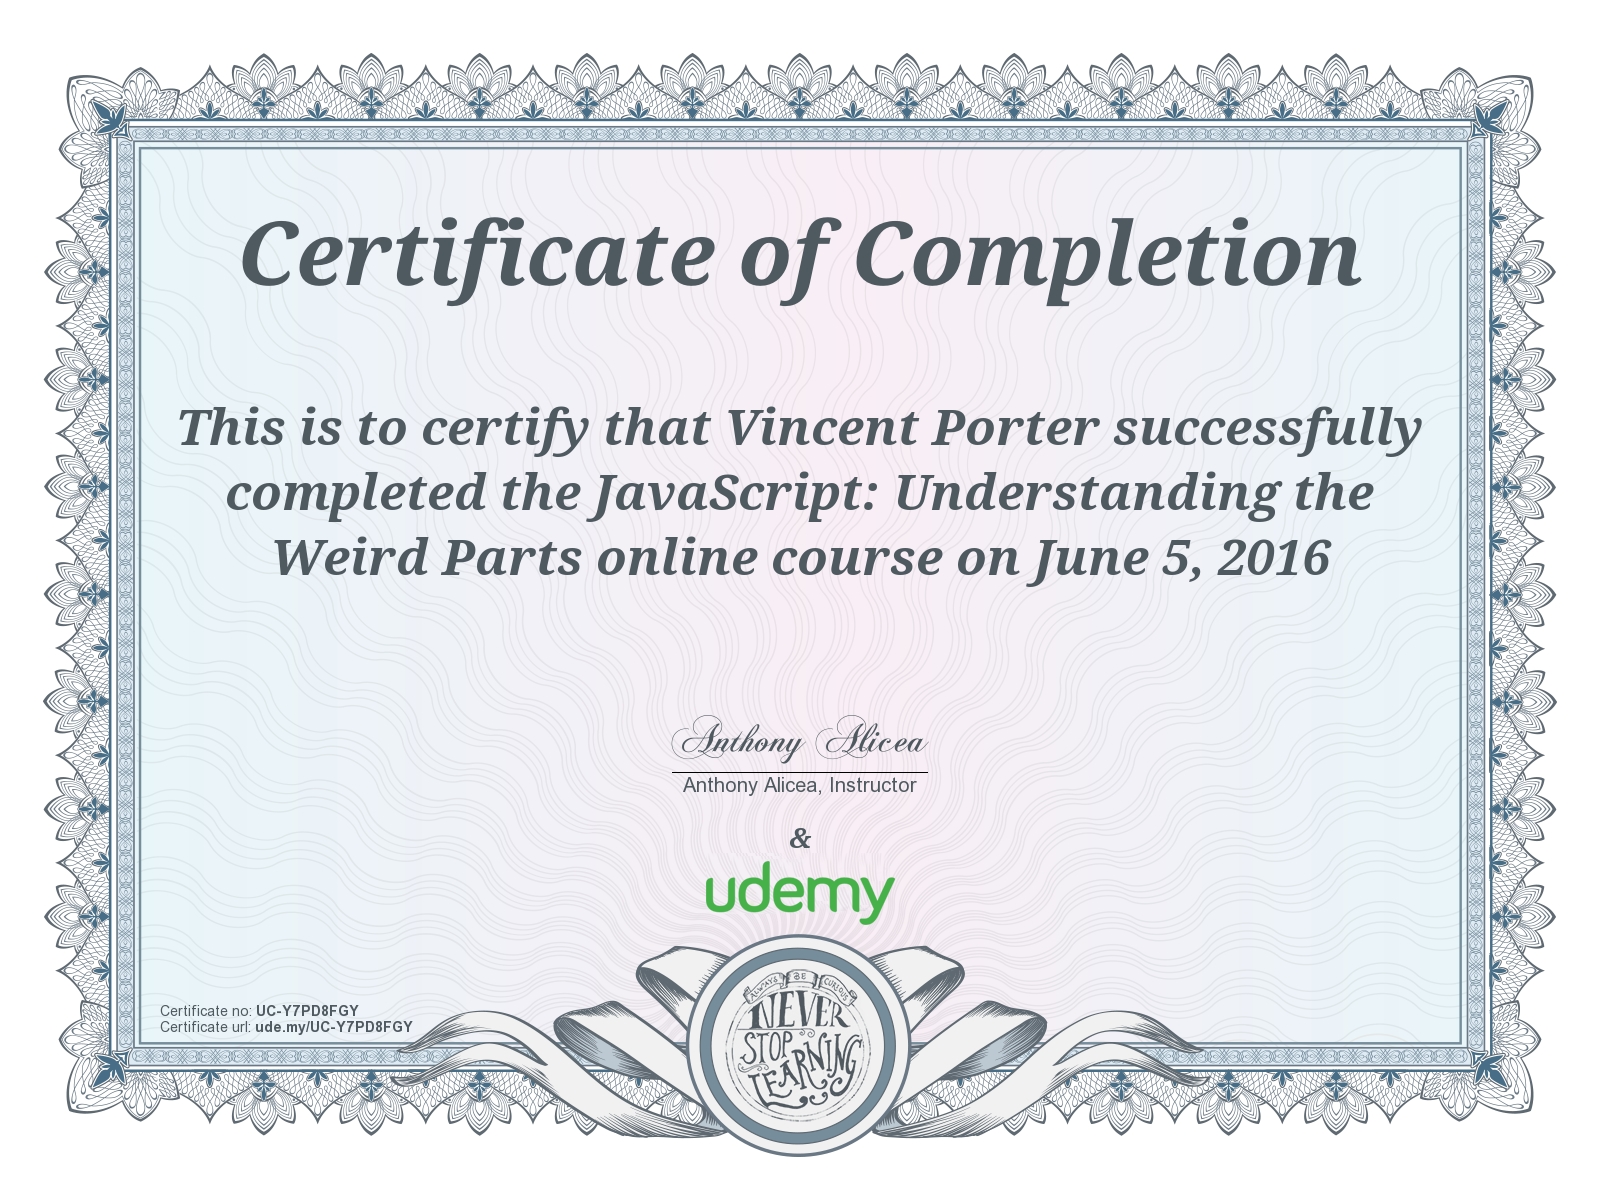 Certificate of Completion
This is to certify that Vincent Porter successfully
completed the JavaScript: Understanding the
Weird Parts online course on June 5, 2016
Anthony Alicea
Anthony Alicea, Instructor
&
udemy
Certificate no: UC-Y7PD8FGY
Certificate url: ude.my/UC-Y7PD8FGY
ALWAYS BE CURIOUS
NEVER
STOP
LEARNING